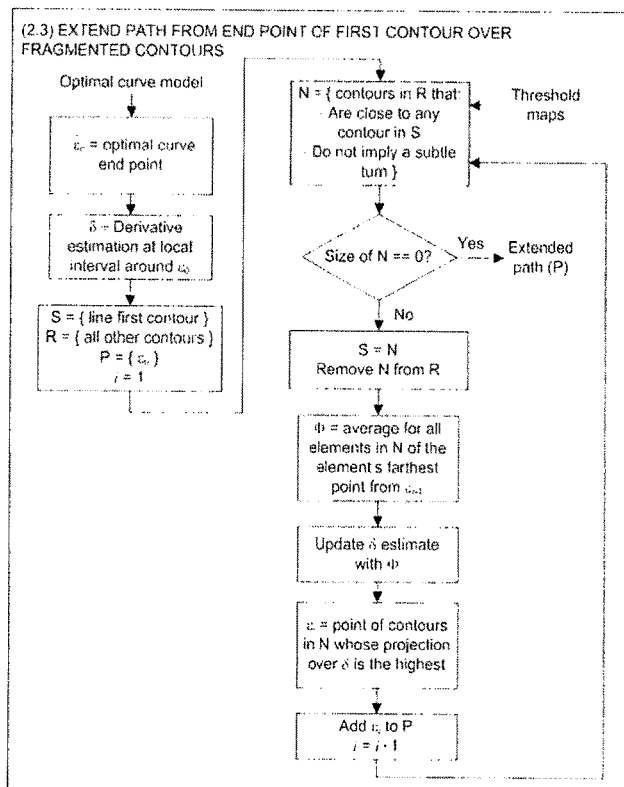 (2.3) EXTEND PATH FROM END POINT OF FIRST CONTOUR OVER
FRAGMENTED CONTOURS
Optimal curve model
ε₀ = optimal curve
end point
δ = Derivative
estimation at local
interval around ε₀
S = { line first contour }
R = { all other contours }
P = { ε₀ }
i = 1
N = { contours in R that:
- Are close to any
contour in S
- Do not imply a subtle
turn }
Threshold
maps
Size of N == 0?
Yes
Extended
path (P)
No
S = N
Remove N from R
Φ = average for all
elements in N of the
element's farthest
point from
Update δ estimate
with Φ
= point of contours
in N whose projection
over δ is the highest
Add εᵢ to P